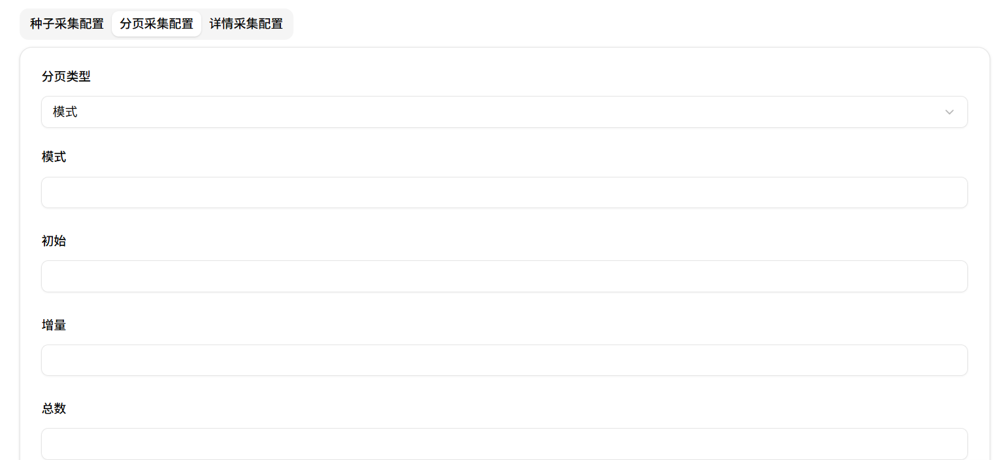 种子采集配置 分页采集配置 详情采集配置
分页类型
模式
模式
初始
增量
总数